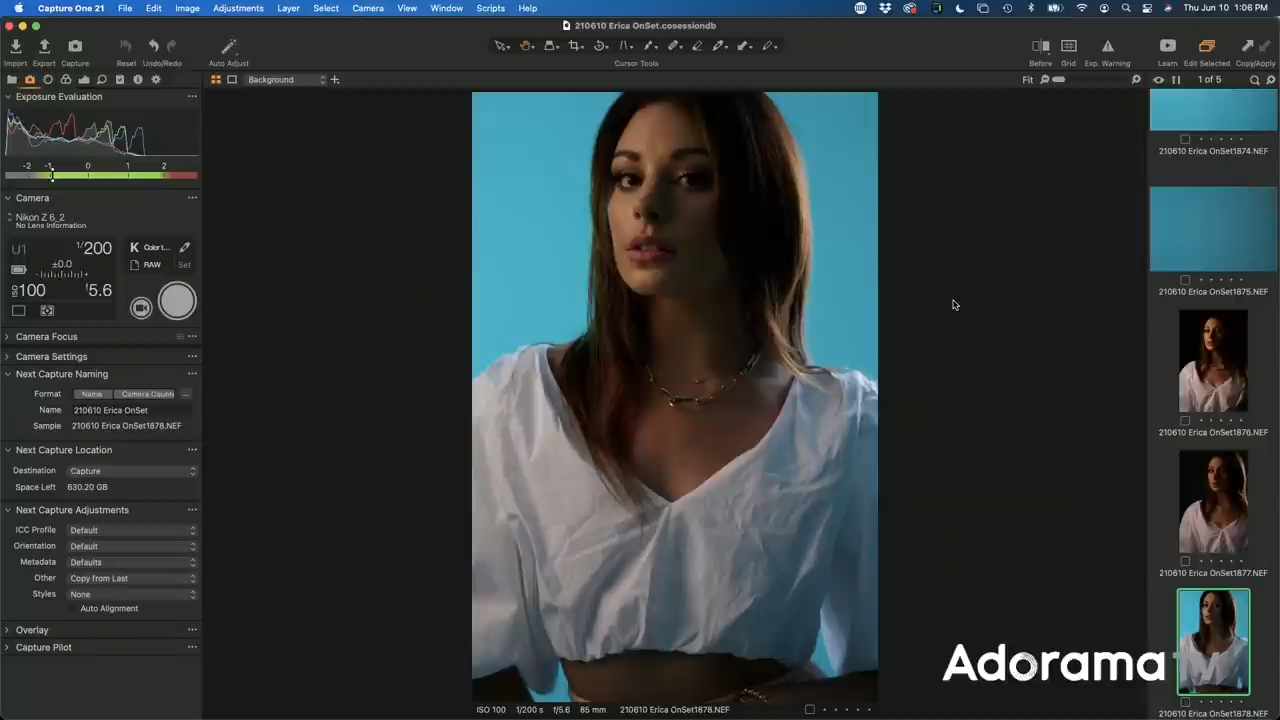 Capture One 21 File Edit Image Adjustments Layer Select Camera View Window Scripts Help Thu Jun 10 1:06 PM
210610 Erica OnSet.cosessiondb
Import Export Capture Reset Undo/Redo Auto Adjust Cursor Tools Before Grid Exp. Warning Learn Edit Selected Copy/Apply
Background Fit 1 of 5
Exposure Evaluation
-2 -1 0 1 2
Camera
Nikon Z 6_2
No Lens Information
U1 1/200 K Color t...
±0.0 RAW Set
ISO 100 f5.6
Camera Focus
Camera Settings
Next Capture Naming
Format Name Camera Counte ...
Name 210610 Erica OnSet
Sample 210610 Erica OnSet1878.NEF
Next Capture Location
Destination Capture
Space Left 630.20 GB
Next Capture Adjustments
ICC Profile Default
Orientation Default
Metadata Defaults
Other Copy from Last
Styles None
Auto Alignment
Overlay
Capture Pilot
ISO 100 1/200 s f/5.6 85 mm 210610 Erica OnSet1878.NEF
210610 Erica OnSet1874.NEF
210610 Erica OnSet1875.NEF
210610 Erica OnSet1876.NEF
210610 Erica OnSet1877.NEF
Adorama
210610 Erica OnSet1878.NEF